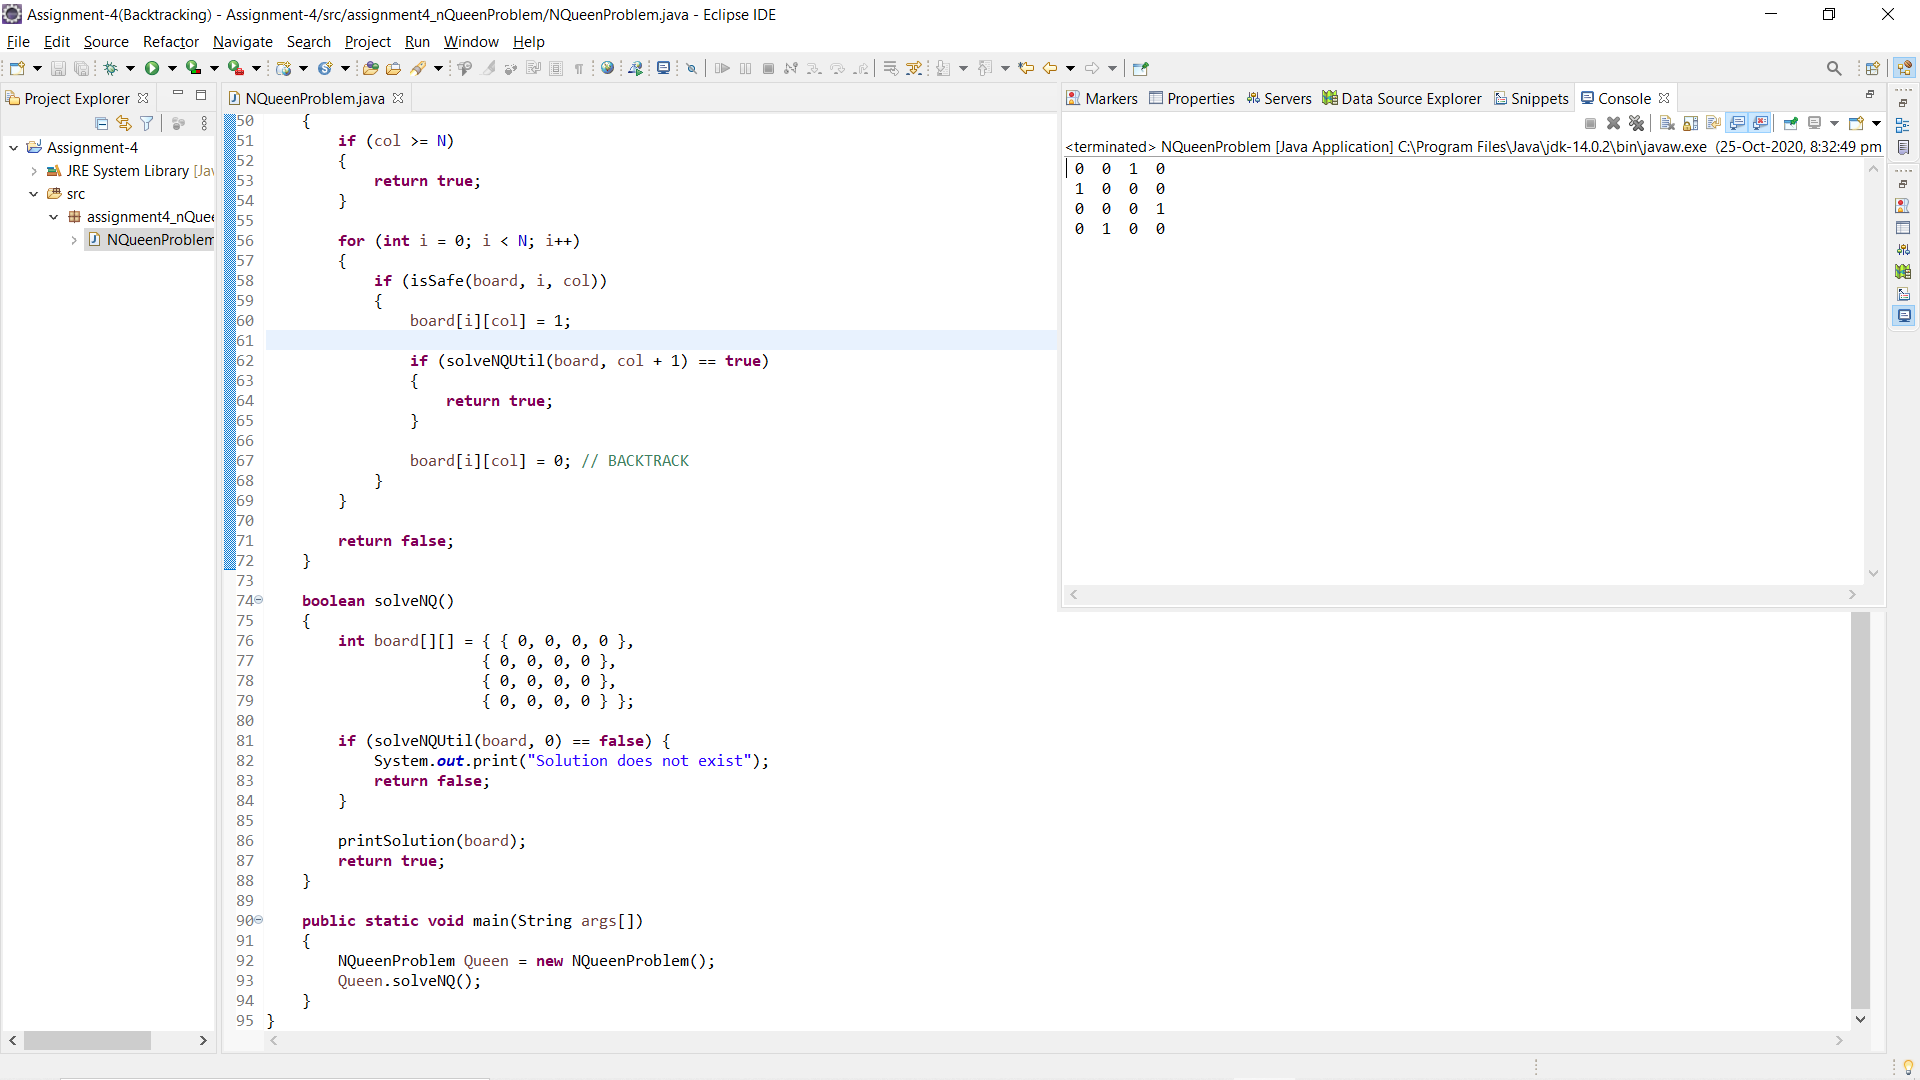 Assignment-4(Backtracking) - Assignment-4/src/assignment4_nQueenProblem/NQueenProblem.java - Eclipse IDE
File Edit Source Refactor Navigate Search Project Run Window Help
Project Explorer
Assignment-4
JRE System Library [Jav
src
assignment4_nQuee
NQueenProblem
NQueenProblem.java
50 {
51 if (col >= N)
52 {
53 return true;
54 }
55
56 for (int i = 0; i < N; i++)
57 {
58 if (isSafe(board, i, col))
59 {
60 board[i][col] = 1;
61
62 if (solveNQUtil(board, col + 1) == true)
63 {
64 return true;
65 }
66
67 board[i][col] = 0; // BACKTRACK
68 }
69 }
70
71 return false;
72 }
73
74 boolean solveNQ()
75 {
76 int board[][] = { { 0, 0, 0, 0 },
77 { 0, 0, 0, 0 },
78 { 0, 0, 0, 0 },
79 { 0, 0, 0, 0 } };
80
81 if (solveNQUtil(board, 0) == false) {
82 System.out.print("Solution does not exist");
83 return false;
84 }
85
86 printSolution(board);
87 return true;
88 }
89
90 public static void main(String args[])
91 {
92 NQueenProblem Queen = new NQueenProblem();
93 Queen.solveNQ();
94 }
95 }
Markers Properties Servers Data Source Explorer Snippets Console
<terminated> NQueenProblem [Java Application] C:\Program Files\Java\jdk-14.0.2\bin\javaw.exe (25-Oct-2020, 8:32:49 pm
0 0 1 0
1 0 0 0
0 0 0 1
0 1 0 0